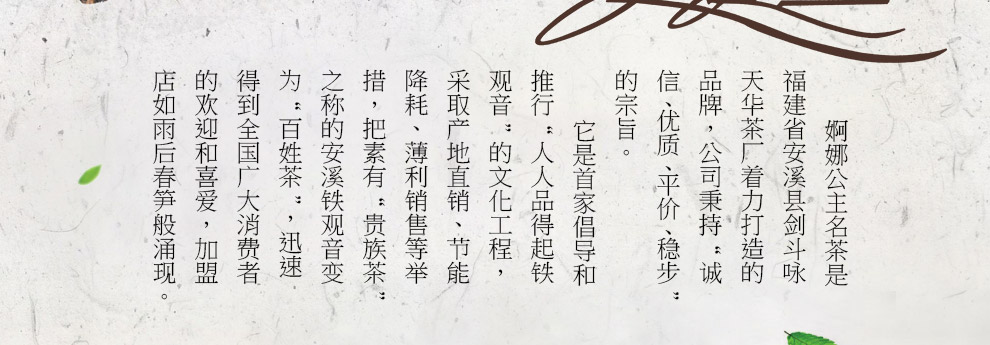 婀娜公主名茶是
福建省安溪县剑斗咏
天华茶厂着力打造的
品牌，公司秉持“诚
信、优质、平价、稳步”
的宗旨。
它是首家倡导和
推行“人人品得起铁
观音”的文化工程，
采取产地直销、节能
降耗、薄利销售等举
措，把素有“贵族茶”
之称的安溪铁观音变
为“百姓茶”，迅速
得到全国广大消费者
的欢迎和喜爱，加盟
店如雨后春笋般涌现。